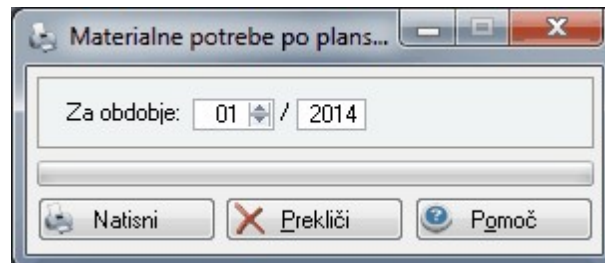 Materialne potrebe po plans...
Za obdobje: 01 / 2014
Natisni Prekliči Pomoč